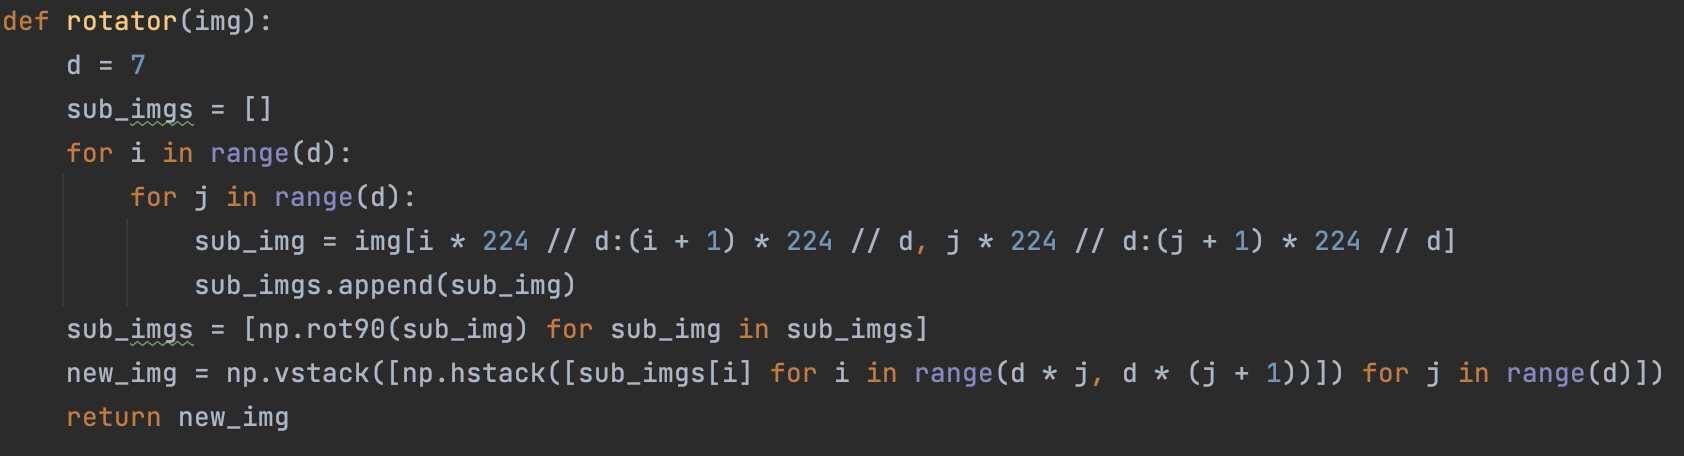 def rotator(img):
    d = 7
    sub_imgs = []
    for i in range(d):
        for j in range(d):
            sub_img = img[i * 224 // d:(i + 1) * 224 // d, j * 224 // d:(j + 1) * 224 // d]
            sub_imgs.append(sub_img)
    sub_imgs = [np.rot90(sub_img) for sub_img in sub_imgs]
    new_img = np.vstack([np.hstack([sub_imgs[i] for i in range(d * j, d * (j + 1))]) for j in range(d)])
    return new_img